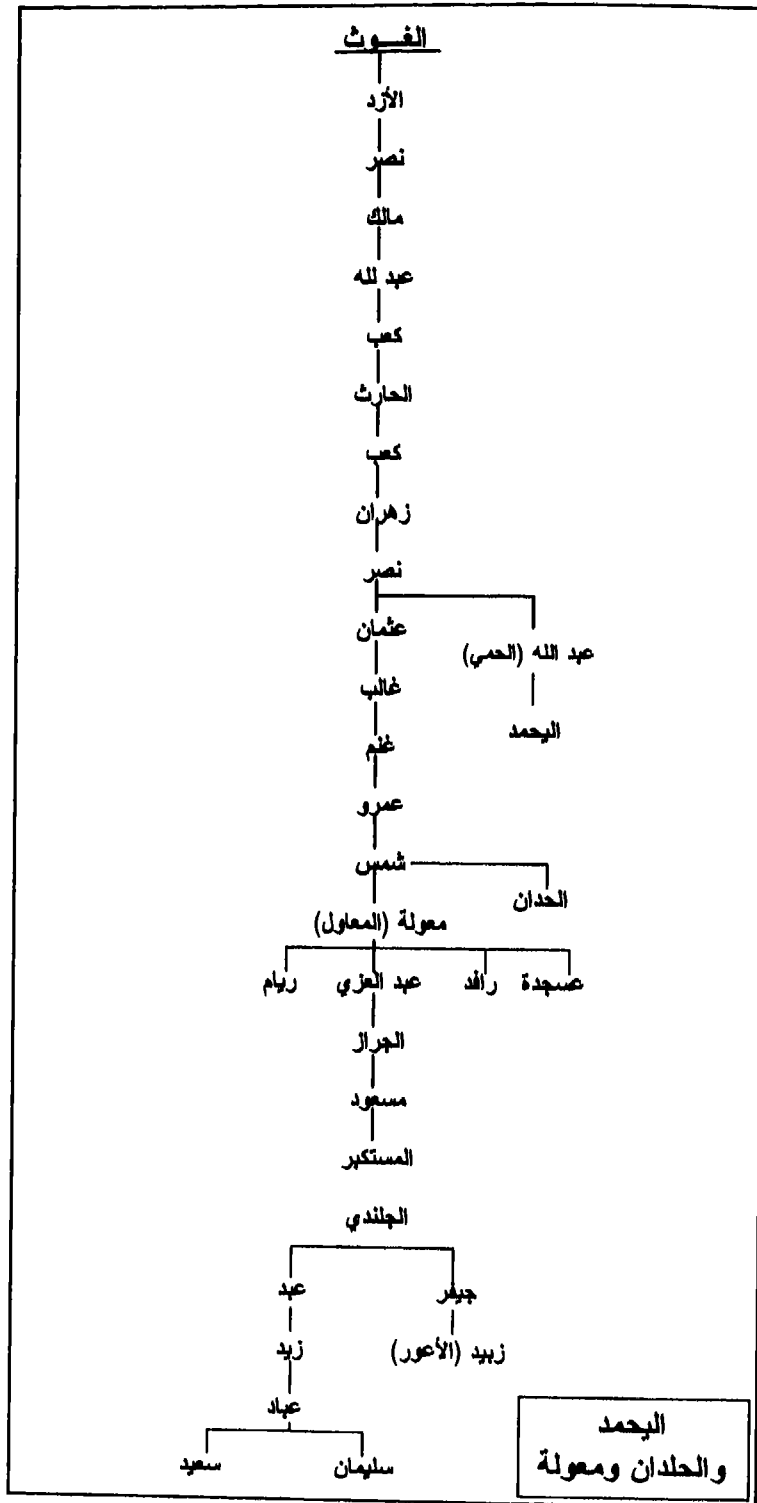 الغـــوث
الأزد
نصر
مالك
عبد لله
كعب
الحارث
كعب
زهران
نصر
عثمان
عبد الله (الحمي)
غالب
اليحمد
غنم
عمرو
شمس
الحدان
معولة (المعاول)
عسجدة رافد عبد العزي ريام
الجراز
مسعود
المستكبر
الجلندي
جيفر عبد
زبيد (الأعور) زيد
عباد
سليمان سعيد
اليحمد
والحلدان ومعولة